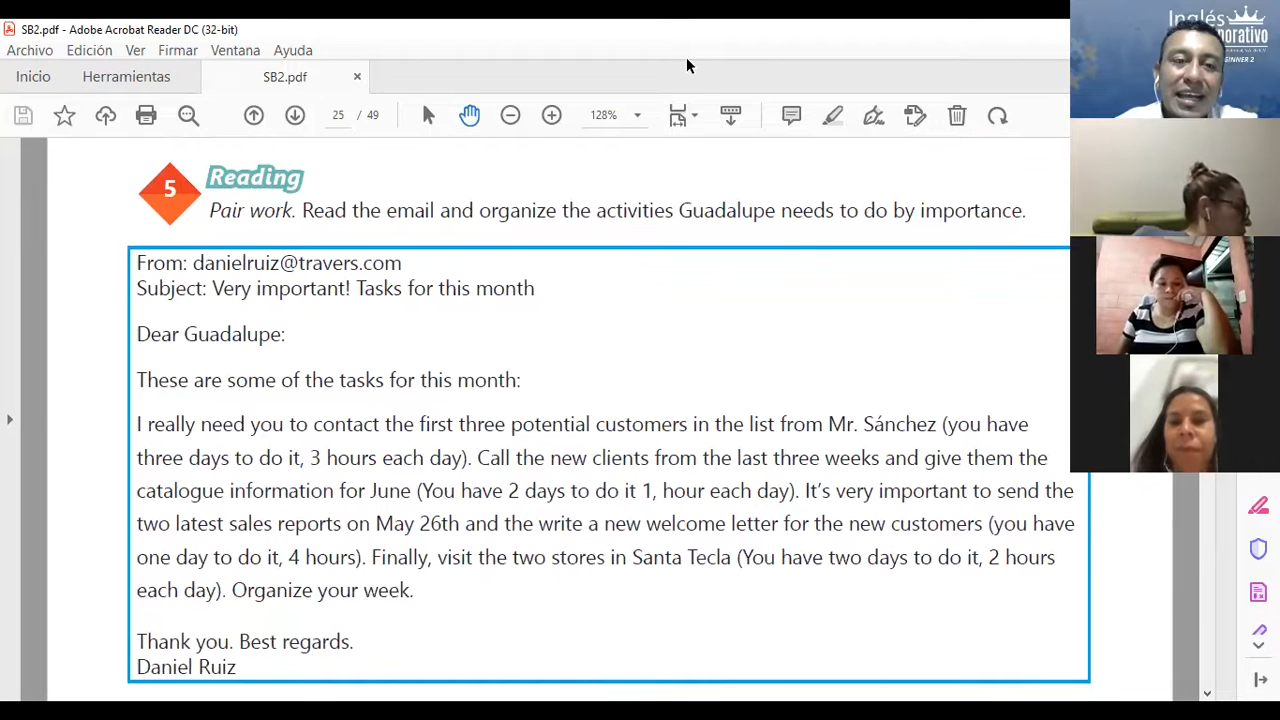 SB2.pdf - Adobe Acrobat Reader DC (32-bit)
Archivo Edición Ver Firmar Ventana Ayuda
Inicio Herramientas SB2.pdf ×
25 / 49 128%
Inglés
porativo
GINNER 2
5 Reading
Pair work. Read the email and organize the activities Guadalupe needs to do by importance.
From: danielruiz@travers.com
Subject: Very important! Tasks for this month
Dear Guadalupe:
These are some of the tasks for this month:
I really need you to contact the first three potential customers in the list from Mr. Sánchez (you have
three days to do it, 3 hours each day). Call the new clients from the last three weeks and give them the
catalogue information for June (You have 2 days to do it 1, hour each day). It's very important to send the
two latest sales reports on May 26th and the write a new welcome letter for the new customers (you have
one day to do it, 4 hours). Finally, visit the two stores in Santa Tecla (You have two days to do it, 2 hours
each day). Organize your week.
Thank you. Best regards.
Daniel Ruiz